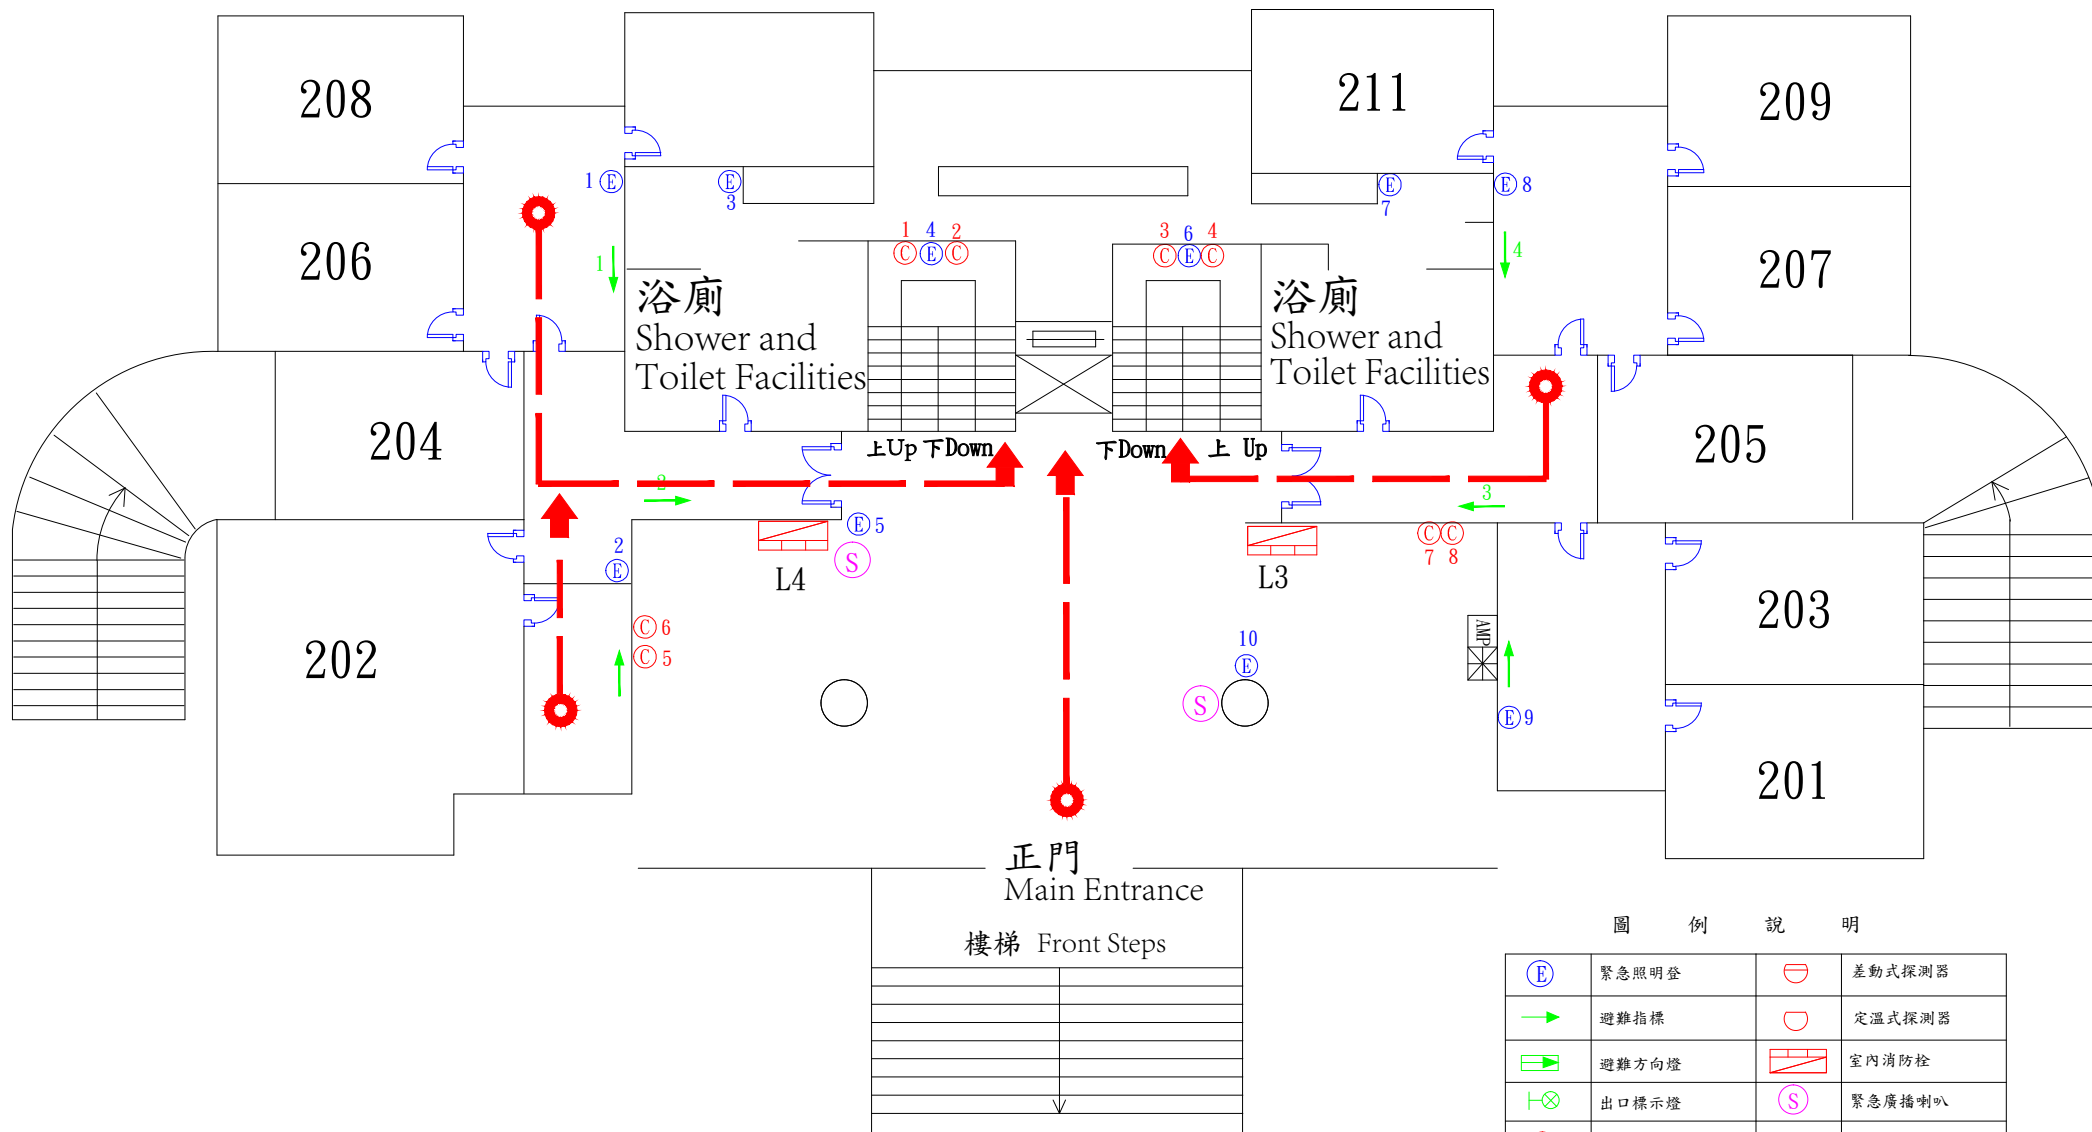 208
211
209
1 E
E
3
E
7
E 8
1 4 2
C E C
3 6 4
C E C
206
1
4
207
浴廁
Shower and
Toilet Facilities
浴廁
Shower and
Toilet Facilities
204
上Up 下Down
下Down 上 Up
205
2
3
E 5
2
E
S
L4
L3
C C
7 8
202
C 6
C 5
203
AMP
10
E
S
E 9
201
正門
Main Entrance
樓梯 Front Steps
圖 例 說 明
E 緊急照明登 差動式探測器
避難指標 定溫式探測器
避難方向燈 室內消防栓
出口標示燈 S 緊急廣播喇叭